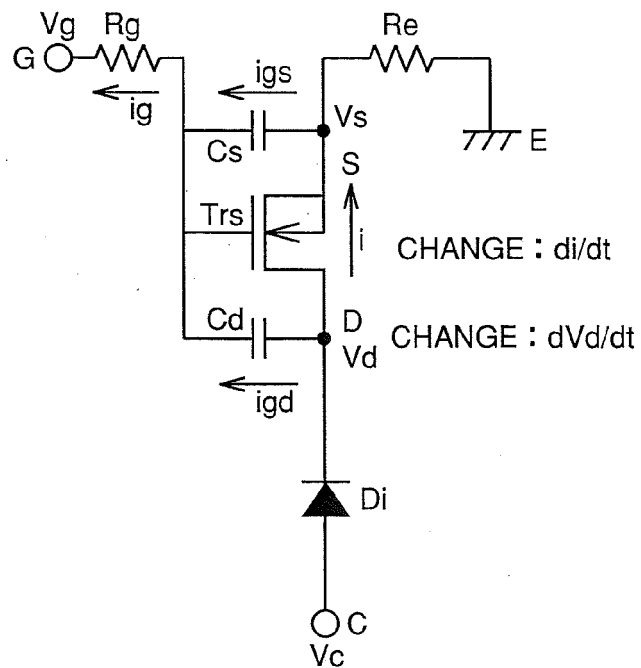 Vg Rg Re
G
igs
ig
Vs
Cs
E
S
Trs
i
CHANGE : di/dt
Cd
D
Vd
CHANGE : dVd/dt
igd
Di
C
Vc